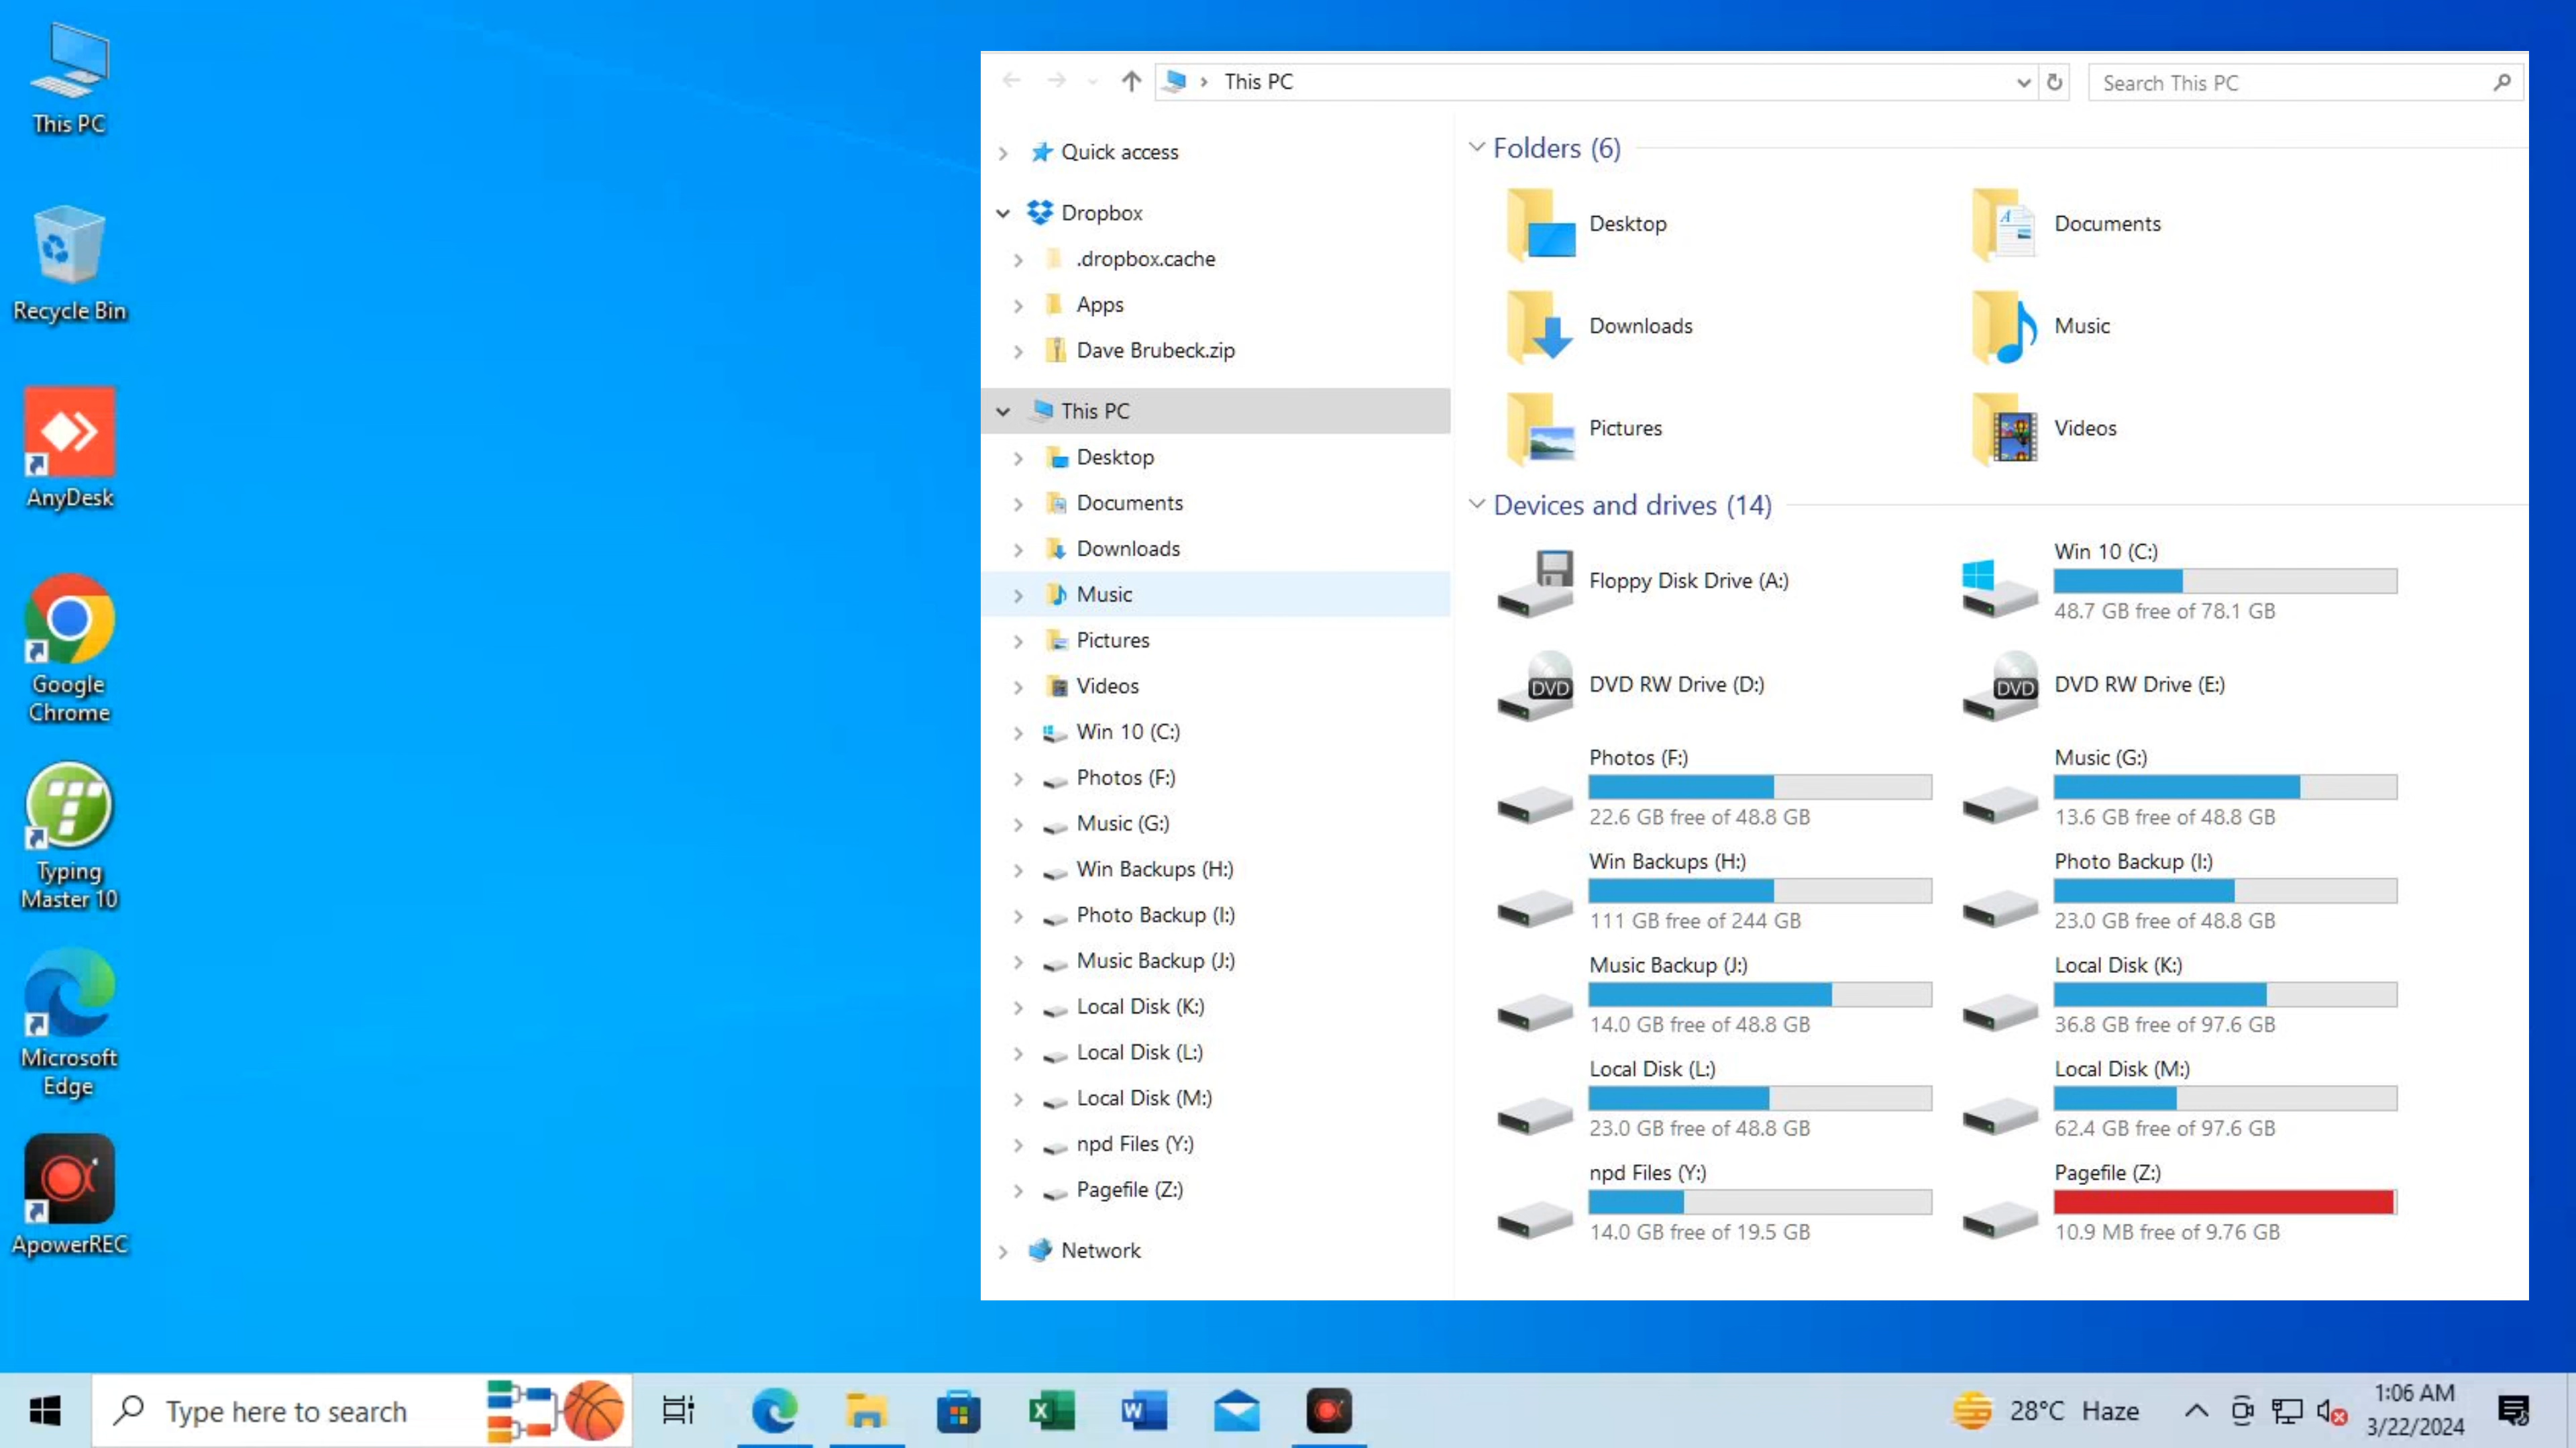 This PC
Recycle Bin
AnyDesk
Google
Chrome
Typing
Master 10
Microsoft
Edge
ApowerREC
This PC
Search This PC
Quick access
Dropbox
.dropbox.cache
Apps
Dave Brubeck.zip
This PC
Desktop
Documents
Downloads
Music
Pictures
Videos
Win 10 (C:)
Photos (F:)
Music (G:)
Win Backups (H:)
Photo Backup (I:)
Music Backup (J:)
Local Disk (K:)
Local Disk (L:)
Local Disk (M:)
npd Files (Y:)
Pagefile (Z:)
Network
Folders (6)
Desktop
Documents
Downloads
Music
Pictures
Videos
Devices and drives (14)
Floppy Disk Drive (A:)
Win 10 (C:)
48.7 GB free of 78.1 GB
DVD
DVD RW Drive (D:)
DVD
DVD RW Drive (E:)
Photos (F:)
22.6 GB free of 48.8 GB
Music (G:)
13.6 GB free of 48.8 GB
Win Backups (H:)
111 GB free of 244 GB
Photo Backup (I:)
23.0 GB free of 48.8 GB
Music Backup (J:)
14.0 GB free of 48.8 GB
Local Disk (K:)
36.8 GB free of 97.6 GB
Local Disk (L:)
23.0 GB free of 48.8 GB
Local Disk (M:)
62.4 GB free of 97.6 GB
npd Files (Y:)
14.0 GB free of 19.5 GB
Pagefile (Z:)
10.9 MB free of 9.76 GB
Type here to search
28°C Haze
1:06 AM
3/22/2024